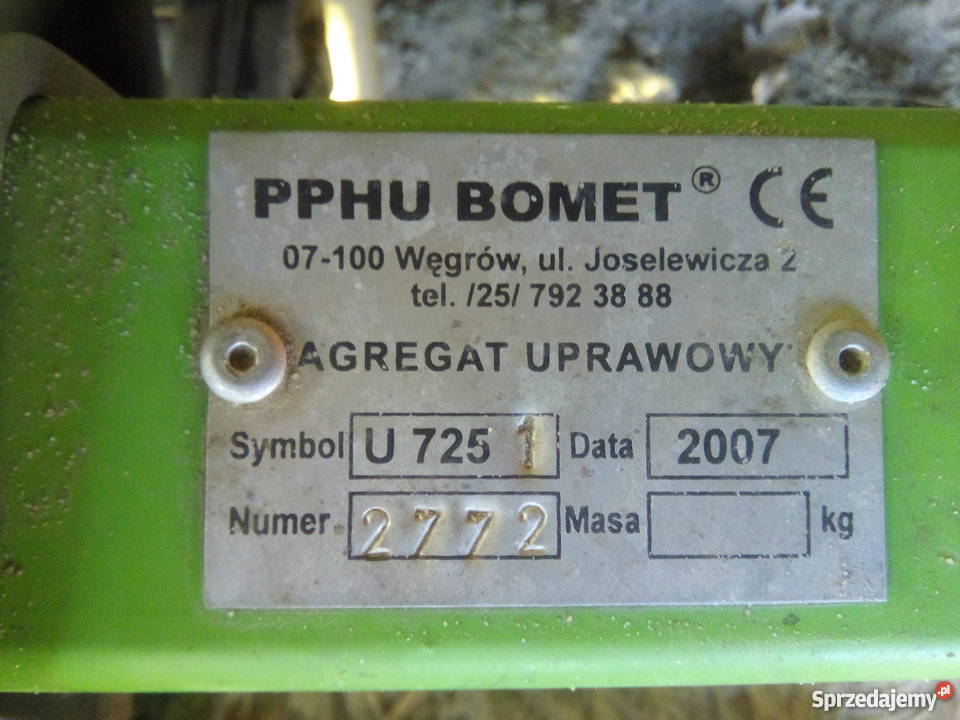 PPHU BOMET® CE
07-100 Węgrów, ul. Joselewicza 2
tel. /25/ 792 38 88
AGREGAT UPRAWOWY
Symbol U 725 1 Data 2007
Numer 2772 Masa kg
Sprzedajemy.pl